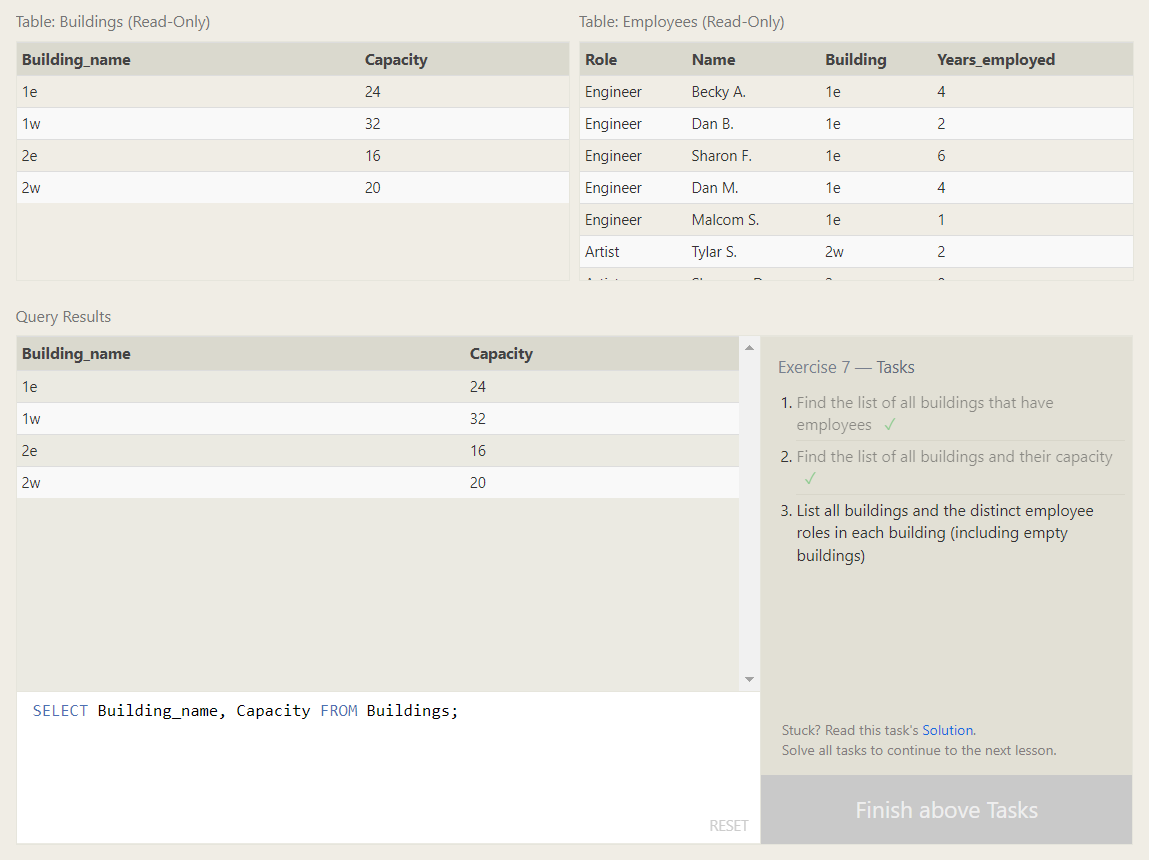 Table: Buildings (Read-Only)
Building_name Capacity
1e 24
1w 32
2e 16
2w 20
Table: Employees (Read-Only)
Role Name Building Years_employed
Engineer Becky A. 1e 4
Engineer Dan B. 1e 2
Engineer Sharon F. 1e 6
Engineer Dan M. 1e 4
Engineer Malcom S. 1e 1
Artist Tylar S. 2w 2
Query Results
Building_name Capacity
1e 24
1w 32
2e 16
2w 20
SELECT Building_name, Capacity FROM Buildings;
RESET
Exercise 7 — Tasks
1. Find the list of all buildings that have
employees ✓
2. Find the list of all buildings and their capacity
✓
3. List all buildings and the distinct employee
roles in each building (including empty
buildings)
Stuck? Read this task's Solution.
Solve all tasks to continue to the next lesson.
Finish above Tasks